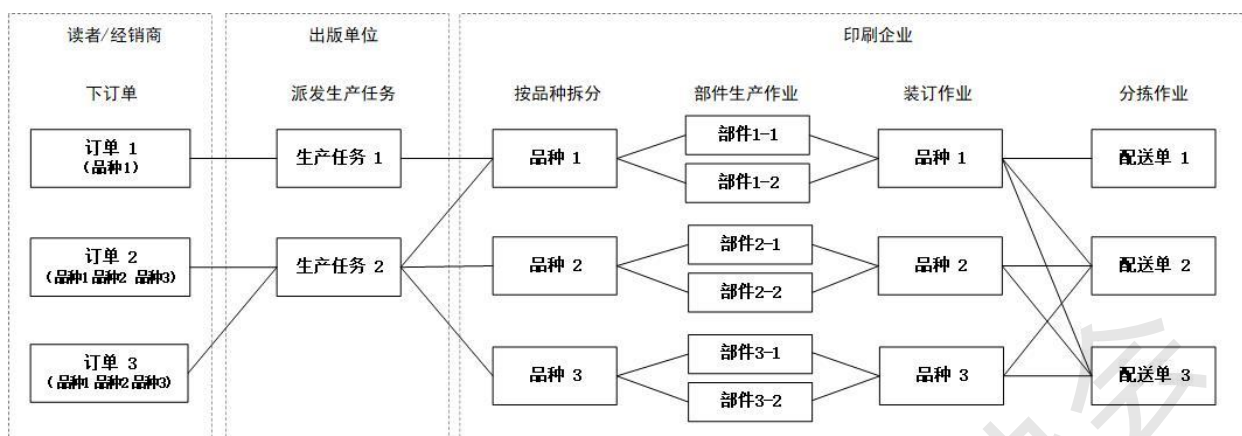 读者/经销商 出版单位 印刷企业
下订单 派发生产任务 按品种拆分 部件生产作业 装订作业 分拣作业
订单 1
(品种1)
生产任务 1
品种 1
部件1-1
部件1-2
品种 1
配送单 1
订单 2
(品种1 品种2 品种3)
生产任务 2
品种 2
部件2-1
部件2-2
品种 2
配送单 2
订单 3
(品种1 品种2 品种3)
品种 3
部件3-1
部件3-2
品种 3
配送单 3